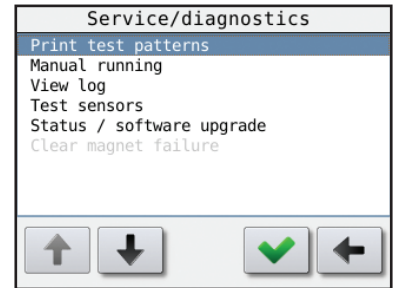 Service/diagnostics
Print test patterns
Manual running
View log
Test sensors
Status / software upgrade
Clear magnet failure